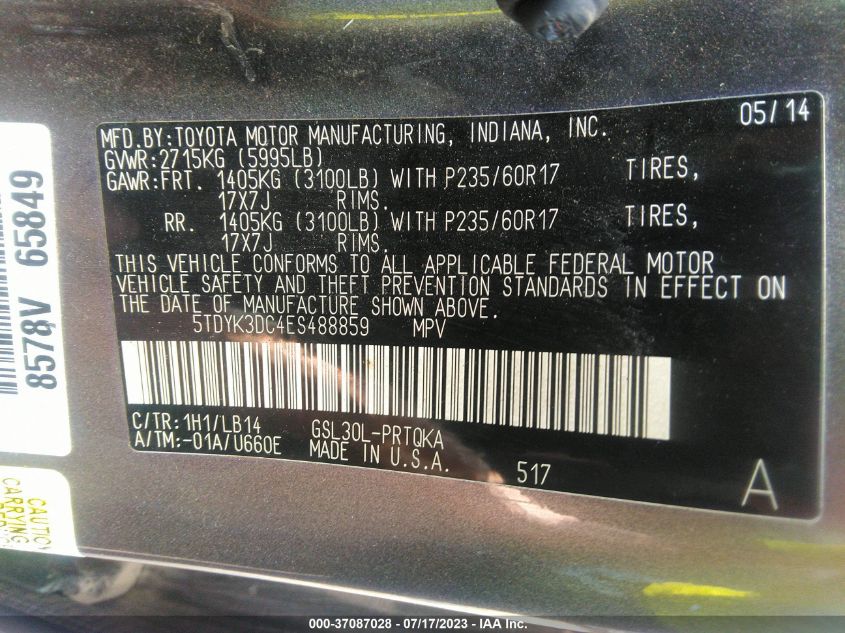 05/14
MFD.BY:TOYOTA MOTOR MANUFACTURING, INDIANA, INC.
GVWR:2715KG (5995LB)
GAWR:FRT. 1405KG (3100LB) WITH P235/60R17 TIRES,
17X7J RIMS.
RR. 1405KG (3100LB) WITH P235/60R17 TIRES,
17X7J RIMS.
THIS VEHICLE CONFORMS TO ALL APPLICABLE FEDERAL MOTOR
VEHICLE SAFETY AND THEFT PREVENTION STANDARDS IN EFFECT ON
THE DATE OF MANUFACTURE SHOWN ABOVE.
5TDYK3DC4ES488859 MPV
C/TR:1H1/LB14 GSL30L-PRTQKA
A/TM:-01A/U660E MADE IN U.S.A.
517
A
8578V 65849
CARRYING
000-37087028 - 07/17/2023 - IAA Inc.